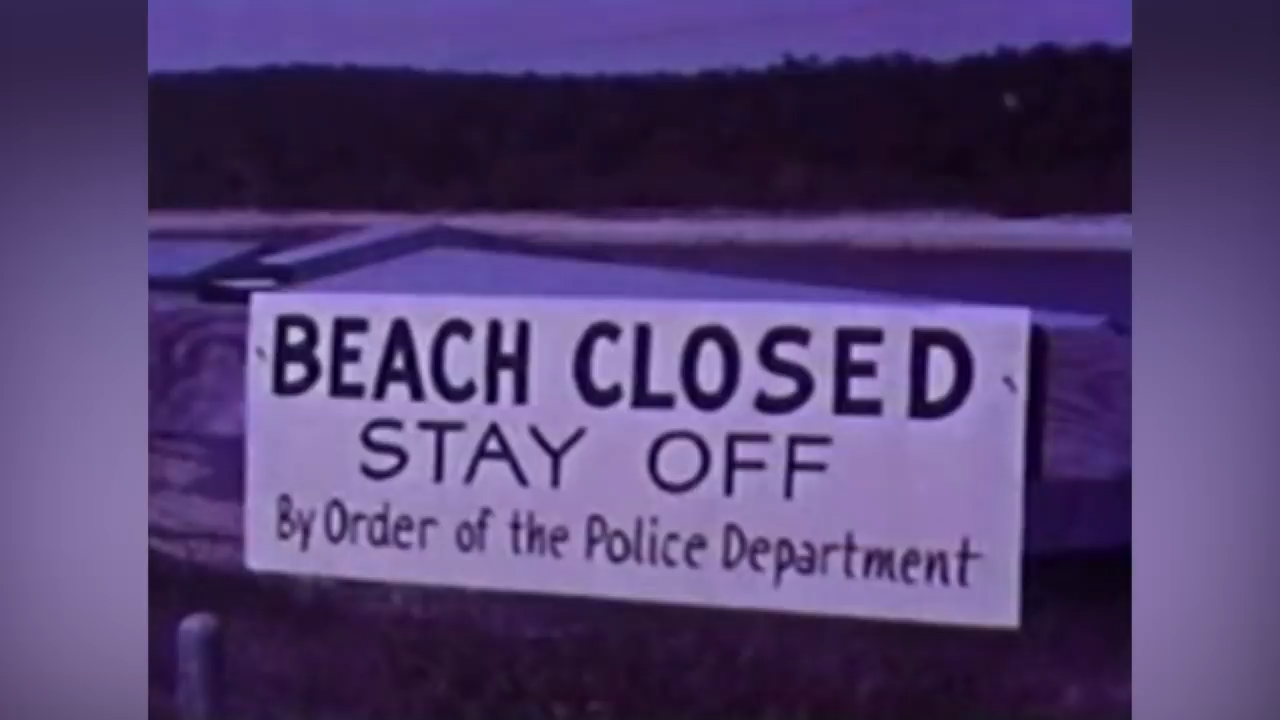 BEACH CLOSED
STAY OFF
By Order of the Police Department